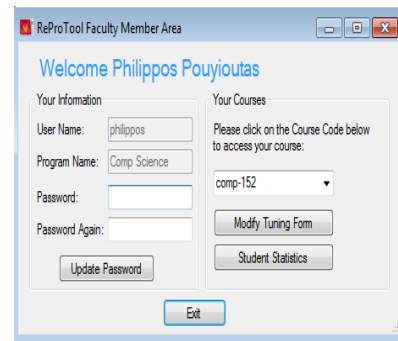 ReProTool Faculty Member Area
Welcome Philippos Pouyioutas
Your Information
User Name: philippos
Program Name: Comp Science
Password:
Password Again:
Update Password
Your Courses
Please click on the Course Code below
to access your course:
comp-152
Modify Tuning Form
Student Statistics
Exit